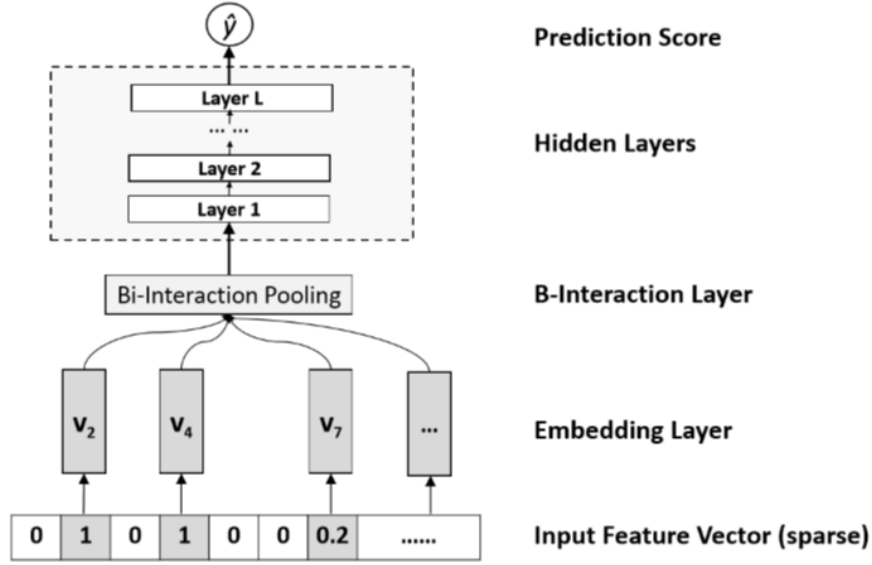 ŷ
Prediction Score
Layer L
... ...
Hidden Layers
Layer 2
Layer 1
Bi-Interaction Pooling
B-Interaction Layer
V₂ V₄ V₇ ...
Embedding Layer
0 1 0 1 0 0 0.2 ......
Input Feature Vector (sparse)